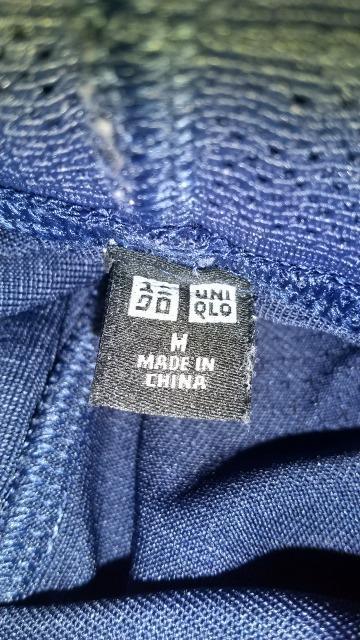 ユニ UNI
クロ QLO
M
MADE IN
CHINA